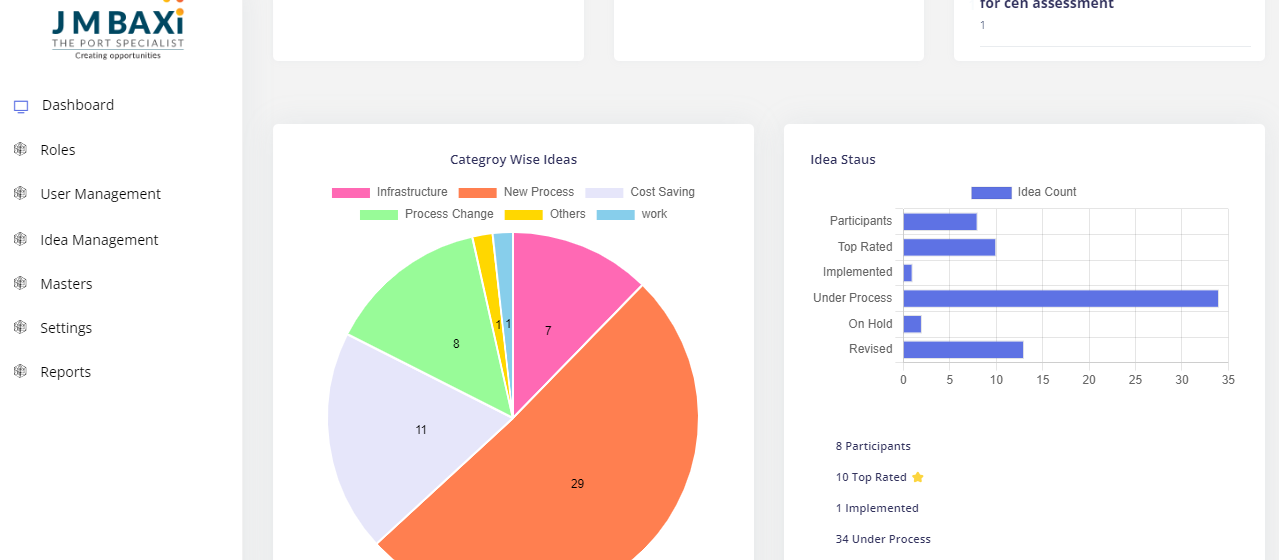 JMBAXi
THE PORT SPECIALIST
Creating opportunities
Dashboard
Roles
User Management
Idea Management
Masters
Settings
Reports
for cen assessment
1
Categroy Wise Ideas
Infrastructure New Process Cost Saving
Process Change Others work
7
29
11
8
1
1
Idea Staus
Idea Count
Participants
Top Rated
Implemented
Under Process
On Hold
Revised
0 5 10 15 20 25 30 35
8 Participants
10 Top Rated
1 Implemented
34 Under Process